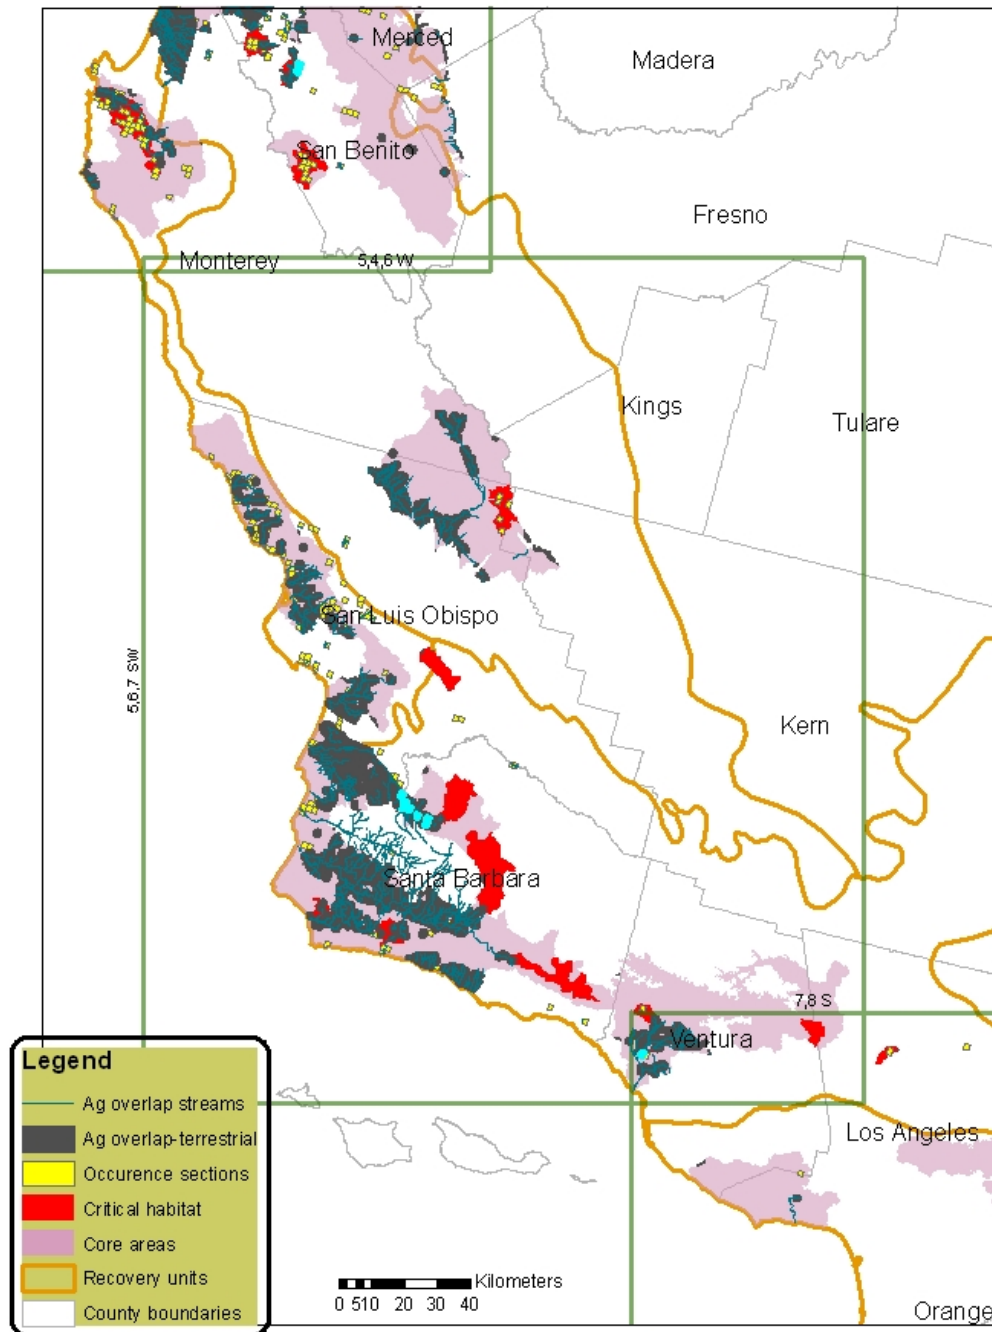 Merced
Madera
San Benito
Fresno
Monterey
5,4,6 W
Kings
Tulare
San Luis Obispo
5,6,7 SW
Kern
Santa Barbara
7,8 S
Ventura
Los Angeles
Orange
Legend
Ag overlap streams
Ag overlap-terrestrial
Occurence sections
Critical habitat
Core areas
Recovery units
County boundaries
Kilometers
0 510 20 30 40